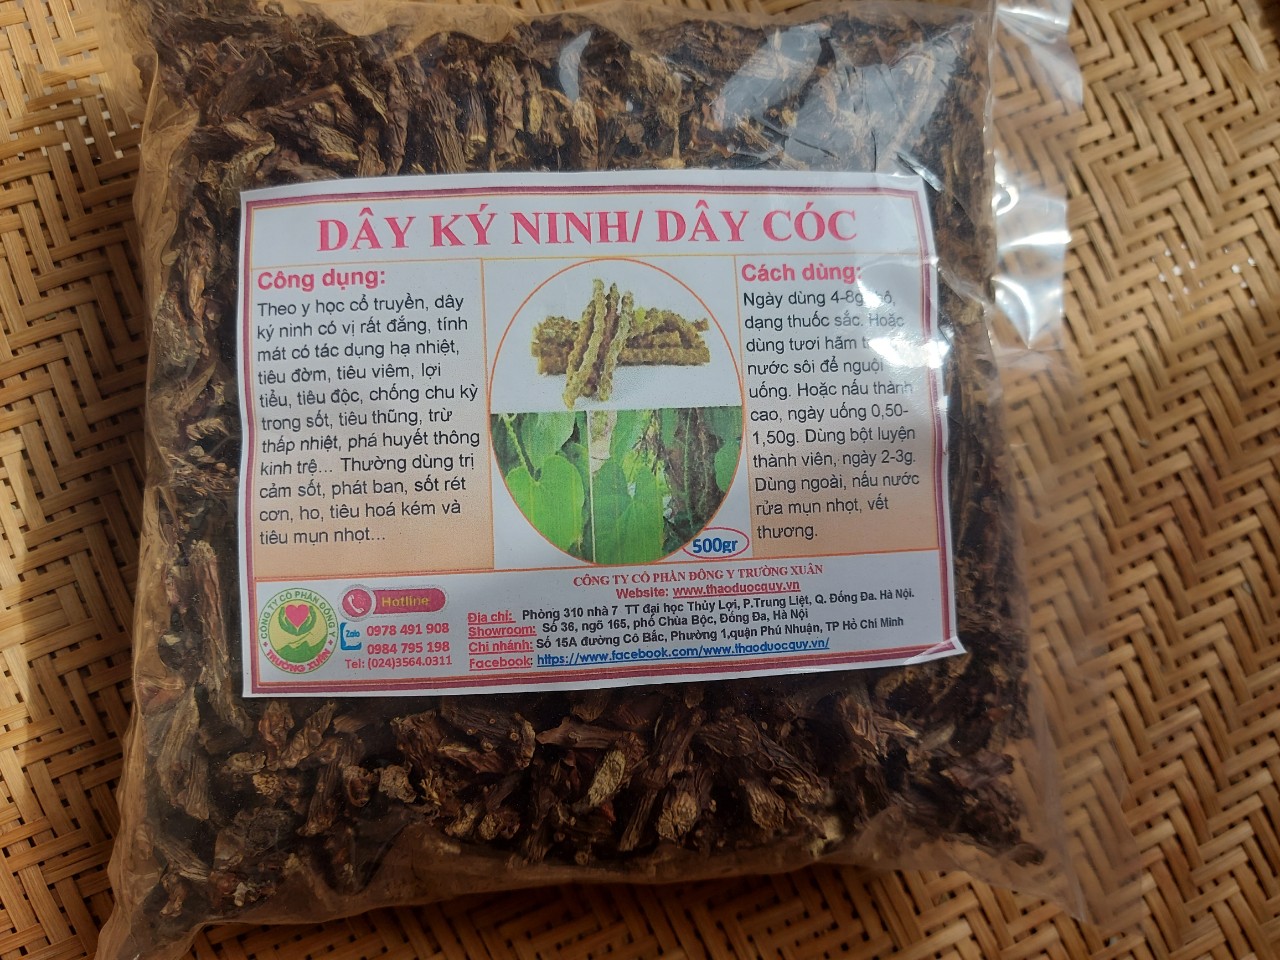 DÂY KÝ NINH/ DÂY CÓC
Công dụng:
Theo y học cổ truyền, dây
ký ninh có vị rất đắng, tính
mát có tác dụng hạ nhiệt,
tiêu đờm, tiêu viêm, lợi
tiểu, tiêu độc, chống chu kỳ
trong sốt, tiêu thũng, trừ
thấp nhiệt, phá huyết thông
kinh trệ... Thường dùng trị
cảm sốt, phát ban, sốt rét
cơn, ho, tiêu hoá kém và
tiêu mụn nhọt...
500gr
Cách dùng:
Ngày dùng 4-8g
dạng thuốc sắc. Hoặc
dùng tươi hãm
nước sôi để nguội
uống. Hoặc nấu thành
cao, ngày uống 0,50-
1,50g. Dùng bột luyện
thành viên, ngày 2-3g.
Dùng ngoài, nấu nước
rửa mụn nhọt, vết
thương.
CÔNG TY CỔ PHẦN ĐÔNG Y TRƯỜNG XUÂN
Website: www.thaoduocquy.vn
CÔNG TY CỔ PHẦN ĐÔNG Y
TRƯỜNG XUÂN
Hotline
Zalo
0978 491 908
0984 795 198
Tel: (024)3564.0311
Địa chỉ: Phòng 310 nhà 7 TT đại học Thủy Lợi, P.Trung Liệt, Q. Đống Đa. Hà Nội.
Showroom: Số 36, ngõ 165, phố Chùa Bộc, Đống Đa, Hà Nội
Chi nhánh: Số 15A đường Cô Bắc, Phường 1,quận Phú Nhuận, TP Hồ Chí Minh
Facebook: https://www.facebook.com/www.thaoduocquy.vn/